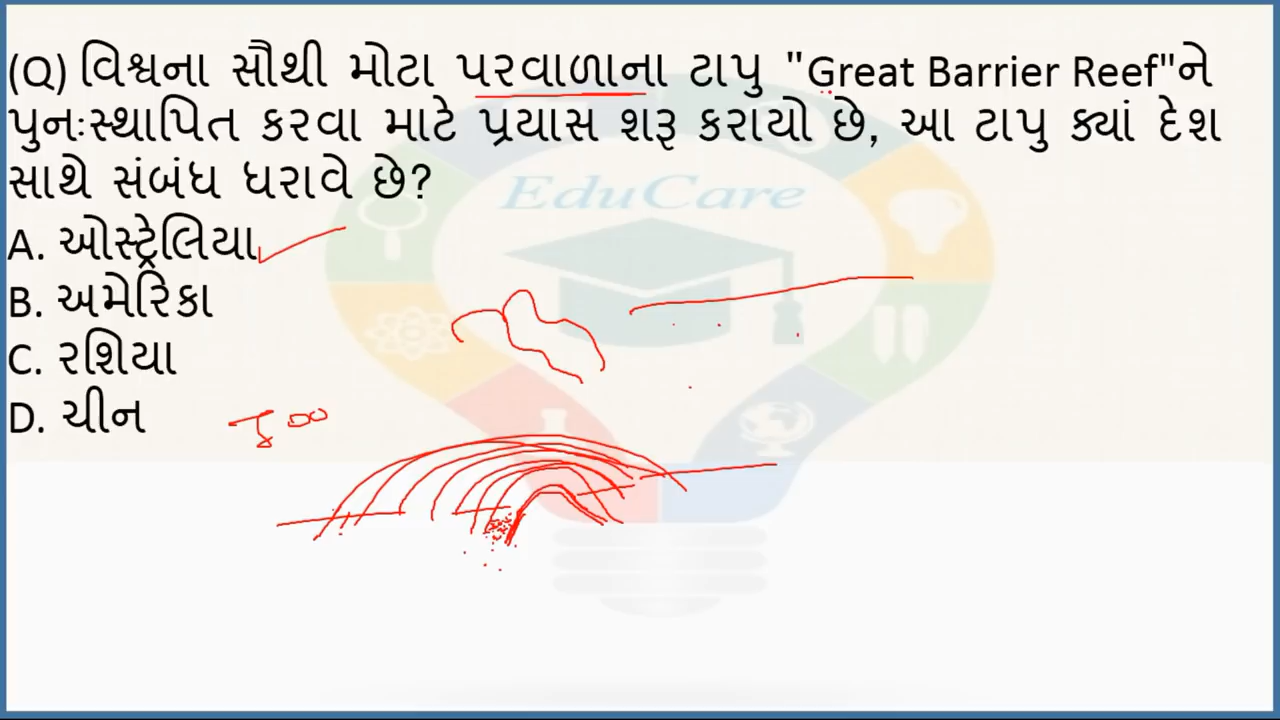 (Q) વિશ્વના સૌથી મોટા પરવાળાના ટાપુ "Great Barrier Reef"ને
પુનઃસ્થાપિત કરવા માટે પ્રયાસ શરૂ કરાયો છે, આ ટાપુ ક્યાં દેશ
સાથે સંબંધ ધરાવે છે?
EduCare
A. ઓસ્ટ્રેલિયા
B. અમેરિકા
C. રશિયા
D. ચીન